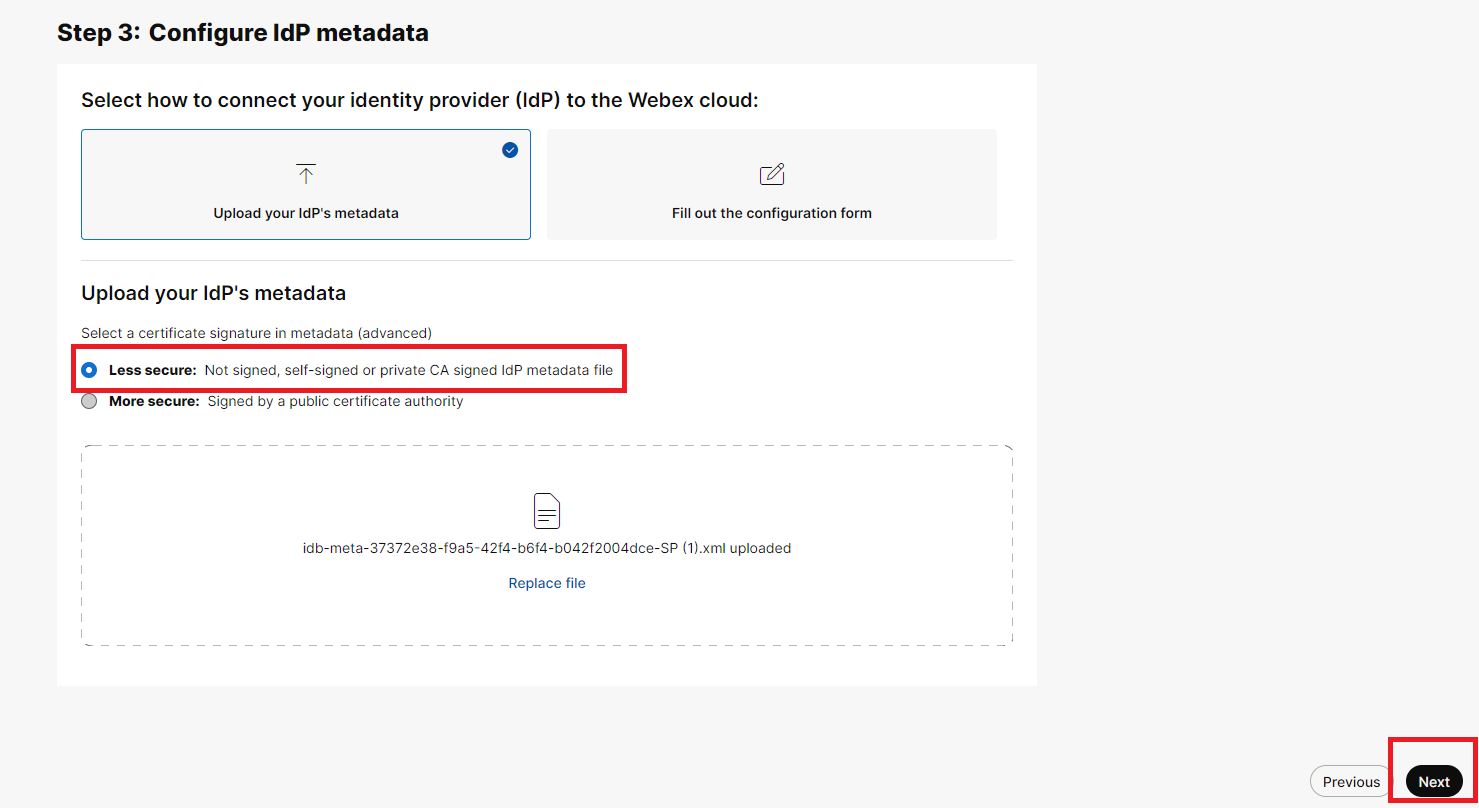 Step 3: Configure IdP metadata
Select how to connect your identity provider (IdP) to the Webex cloud:
Upload your IdP's metadata
Fill out the configuration form
Upload your IdP's metadata
Select a certificate signature in metadata (advanced)
Less secure: Not signed, self-signed or private CA signed IdP metadata file
More secure: Signed by a public certificate authority
idb-meta-37372e38-f9a5-42f4-b6f4-b042f2004dce-SP (1).xml uploaded
Replace file
Previous
Next